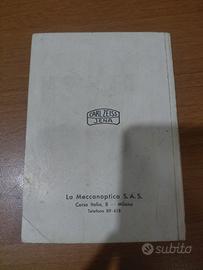 CARL ZEISS
JENA
La Meccanoptica S.A.S.
Corso Italia, 8 - Milano
Telefono 89-618
subito